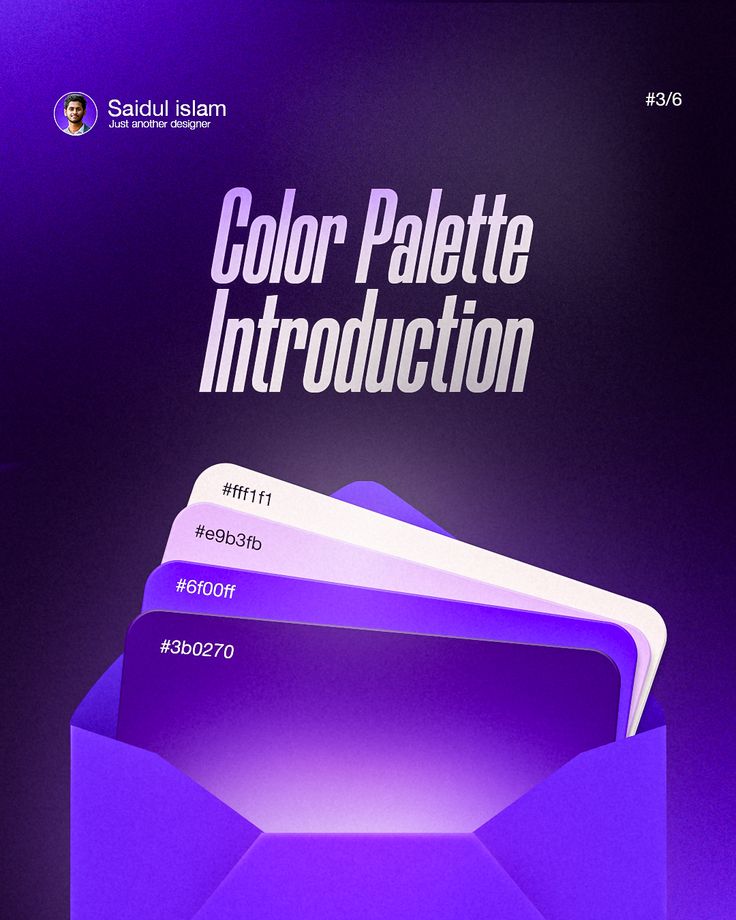 Saidul islam
Just another designer
#3/6
Color Palette
Introduction
#fff1f1
#e9b3fb
#6f00ff
#3b0270